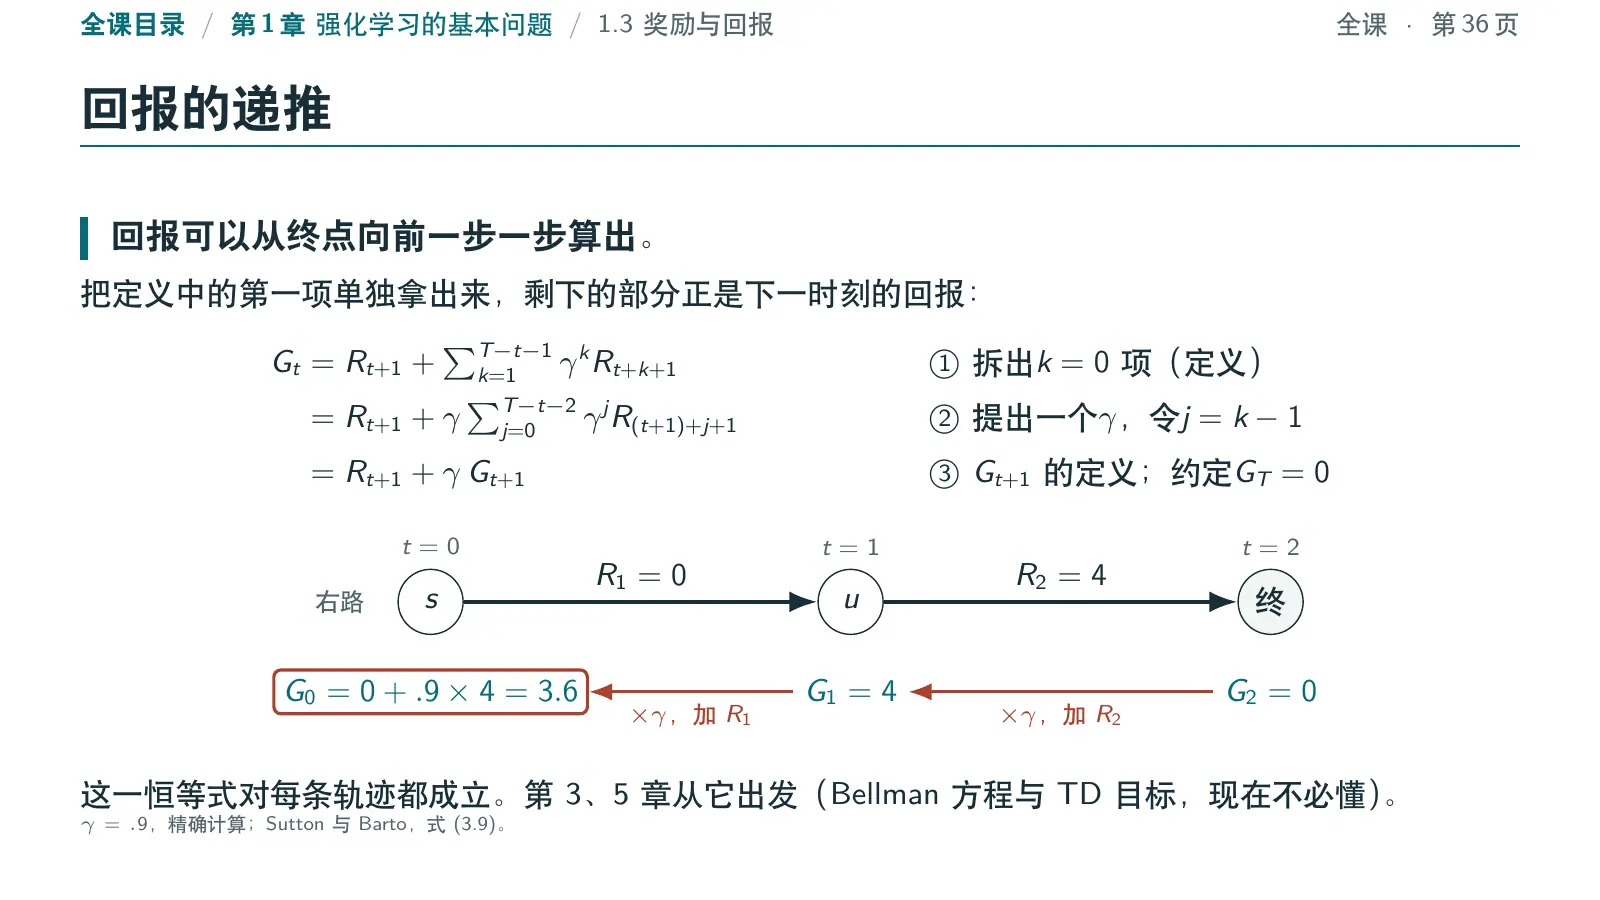 全课目录 / 第1章 强化学习的基本问题 / 1.3 奖励与回报 全课 · 第36页
回报的递推
回报可以从终点向前一步一步算出。
把定义中的第一项单独拿出来，剩下的部分正是下一时刻的回报：
G_t = R_{t+1} + ∑_{k=1}^{T−t−1} γ^k R_{t+k+1} ① 拆出k = 0 项（定义）
= R_{t+1} + γ ∑_{j=0}^{T−t−2} γ^j R_{(t+1)+j+1} ② 提出一个γ，令j = k − 1
= R_{t+1} + γ G_{t+1} ③ G_{t+1} 的定义；约定G_T = 0
t = 0 t = 1 t = 2
R_1 = 0 R_2 = 4
右路 s u 终
G_0 = 0 + .9 × 4 = 3.6 G_1 = 4 G_2 = 0
×γ，加 R_1 ×γ，加 R_2
这一恒等式对每条轨迹都成立。第 3、5 章从它出发（Bellman 方程与 TD 目标，现在不必懂）。
γ = .9，精确计算；Sutton 与 Barto，式 (3.9)。